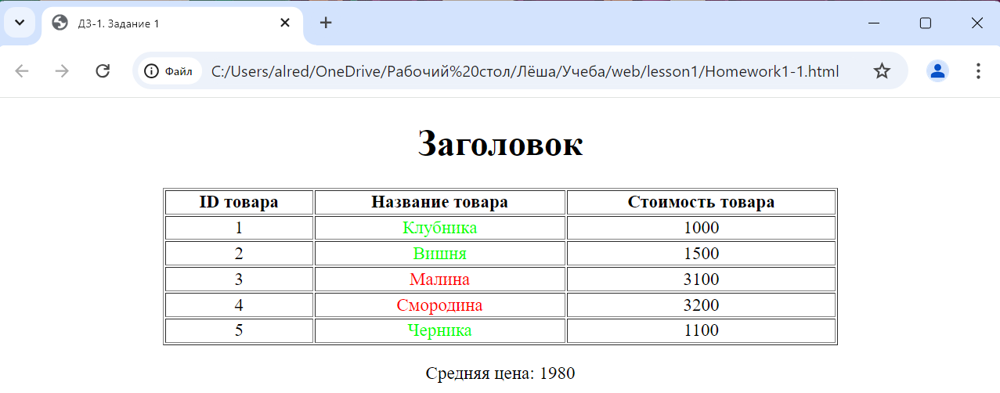 ДЗ-1. Задание 1
Файл C:/Users/alred/OneDrive/Рабочий%20стол/Лёша/Учеба/web/lesson1/Homework1-1.html
Заголовок
ID товара Название товара Стоимость товара
1 Клубника 1000
2 Вишня 1500
3 Малина 3100
4 Смородина 3200
5 Черника 1100
Средняя цена: 1980